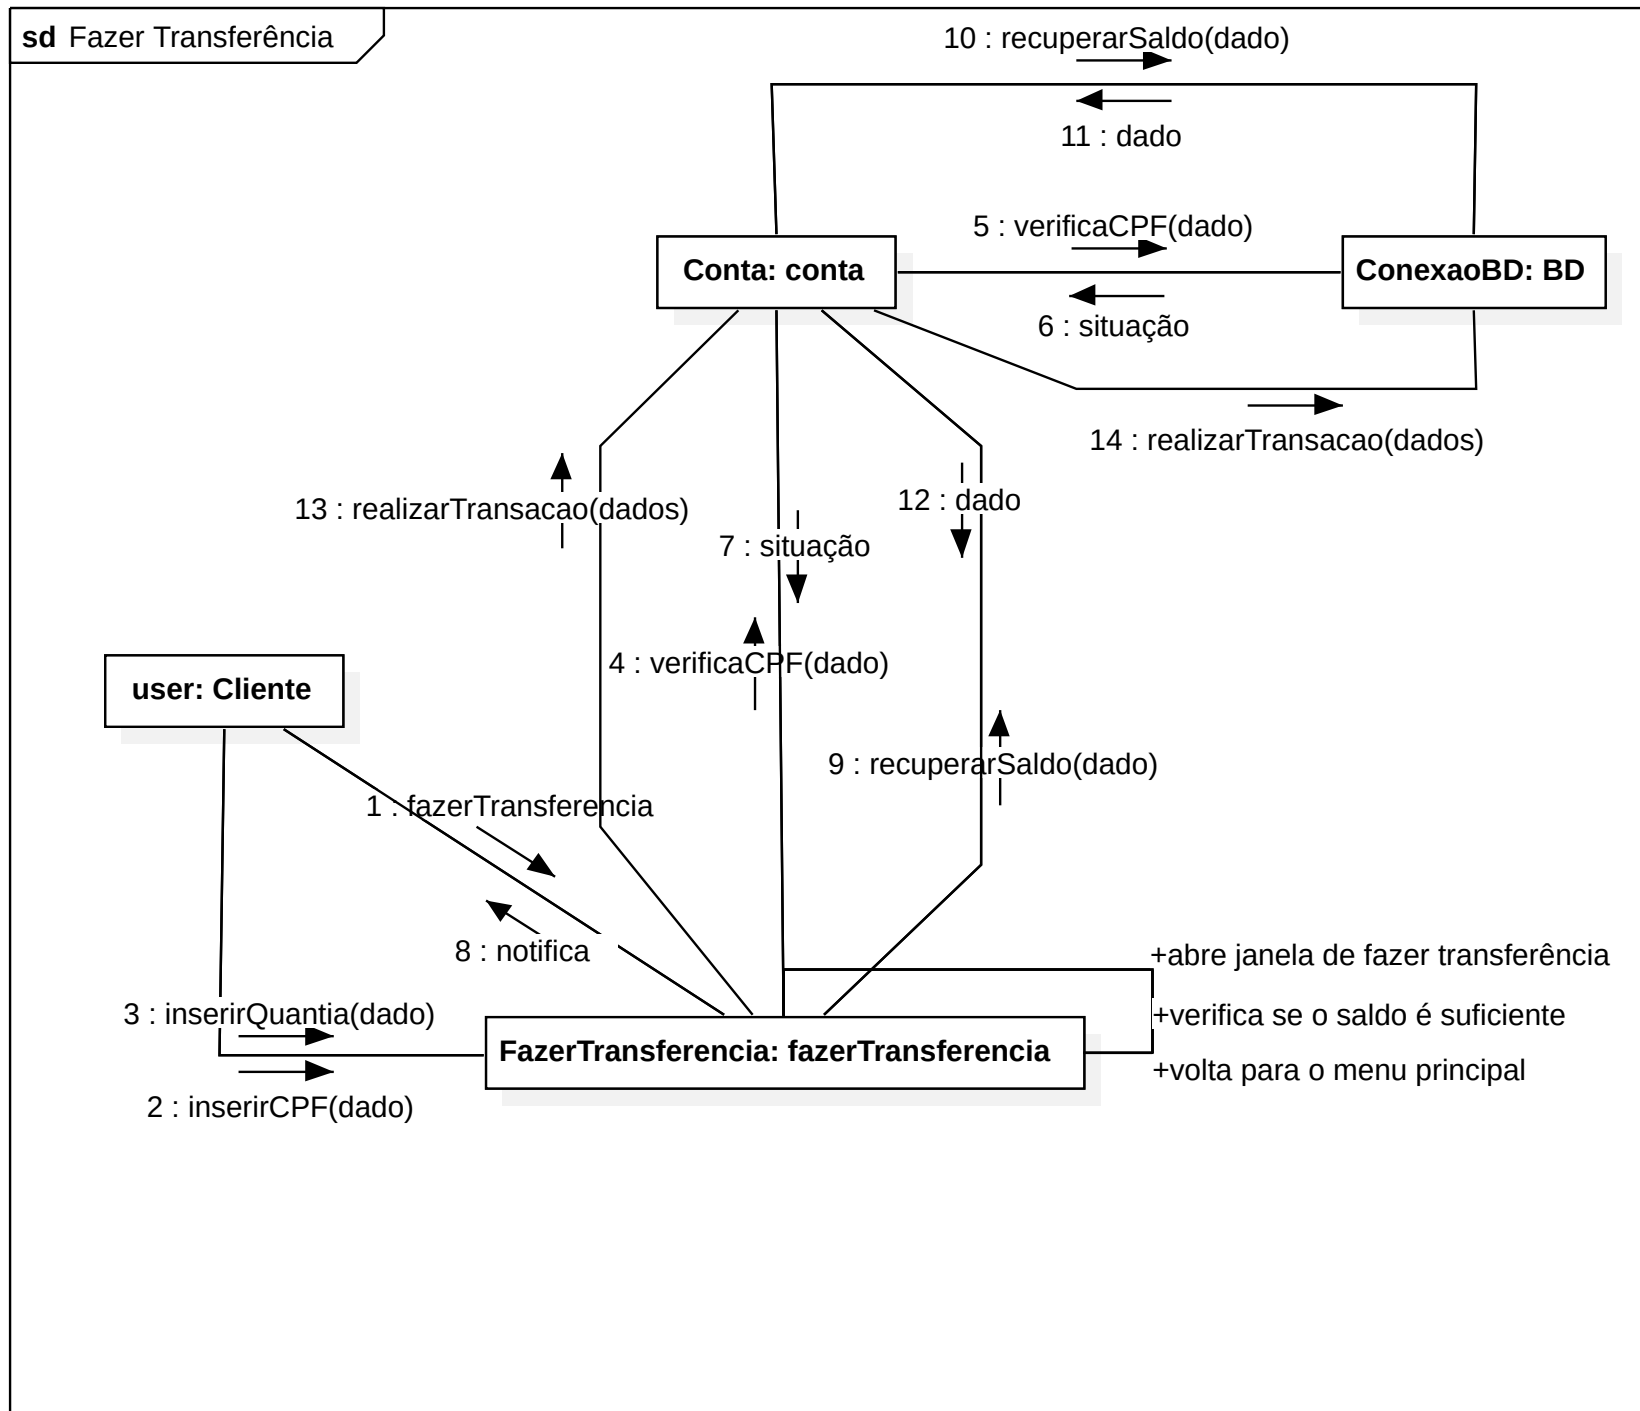 sd Fazer Transferência
10 : recuperarSaldo(dado)
11 : dado
5 : verificaCPF(dado)
Conta: conta
ConexaoBD: BD
6 : situação
14 : realizarTransacao(dados)
13 : realizarTransacao(dados)
12 : dado
7 : situação
4 : verificaCPF(dado)
user: Cliente
9 : recuperarSaldo(dado)
1 : fazerTransferencia
8 : notifica
+abre janela de fazer transferência
3 : inserirQuantia(dado)
+verifica se o saldo é suficiente
FazerTransferencia: fazerTransferencia
+volta para o menu principal
2 : inserirCPF(dado)